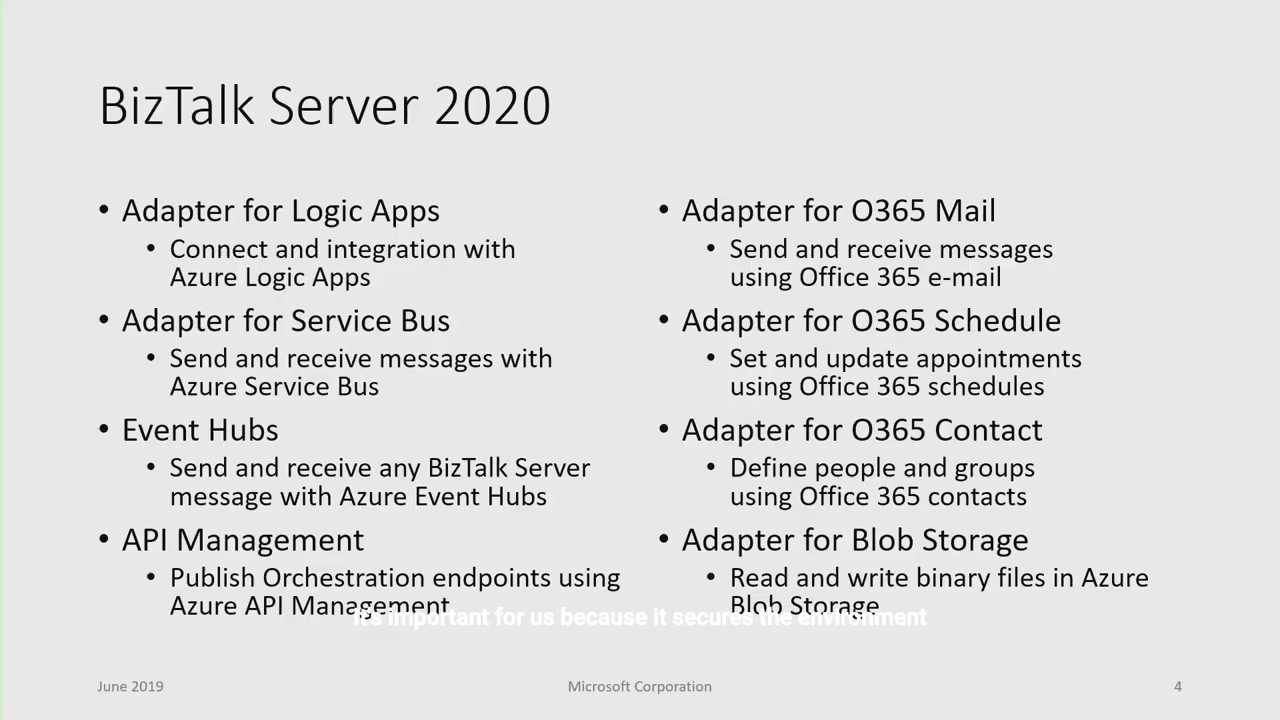 BizTalk Server 2020
• Adapter for Logic Apps
• Connect and integration with
Azure Logic Apps
• Adapter for Service Bus
• Send and receive messages with
Azure Service Bus
• Event Hubs
• Send and receive any BizTalk Server
message with Azure Event Hubs
• API Management
• Publish Orchestration endpoints using
Azure API Management
• Adapter for O365 Mail
• Send and receive messages
using Office 365 e-mail
• Adapter for O365 Schedule
• Set and update appointments
using Office 365 schedules
• Adapter for O365 Contact
• Define people and groups
using Office 365 contacts
• Adapter for Blob Storage
• Read and write binary files in Azure
Blob Storage
It's important for us because it secures the environment
June 2019
Microsoft Corporation
4